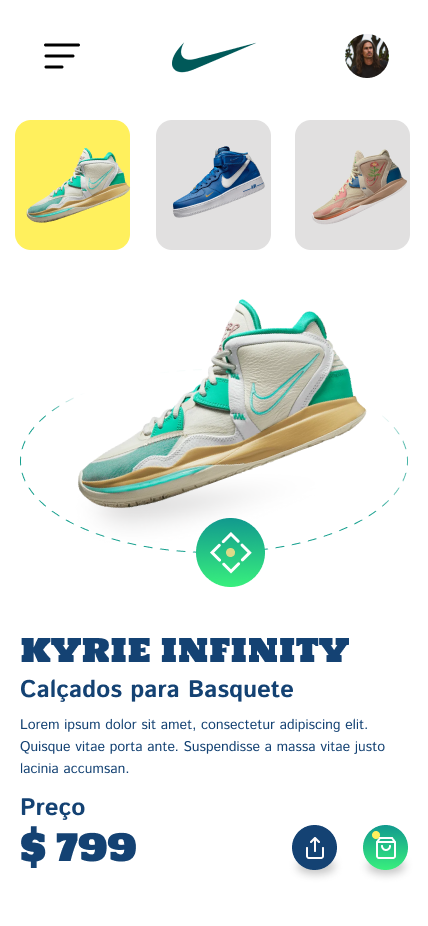 KYRIE INFINITY
Calçados para Basquete
Lorem ipsum dolor sit amet, consectetur adipiscing elit.
Quisque vitae porta ante. Suspendisse a massa vitae justo
lacinia accumsan.
Preço
$ 799